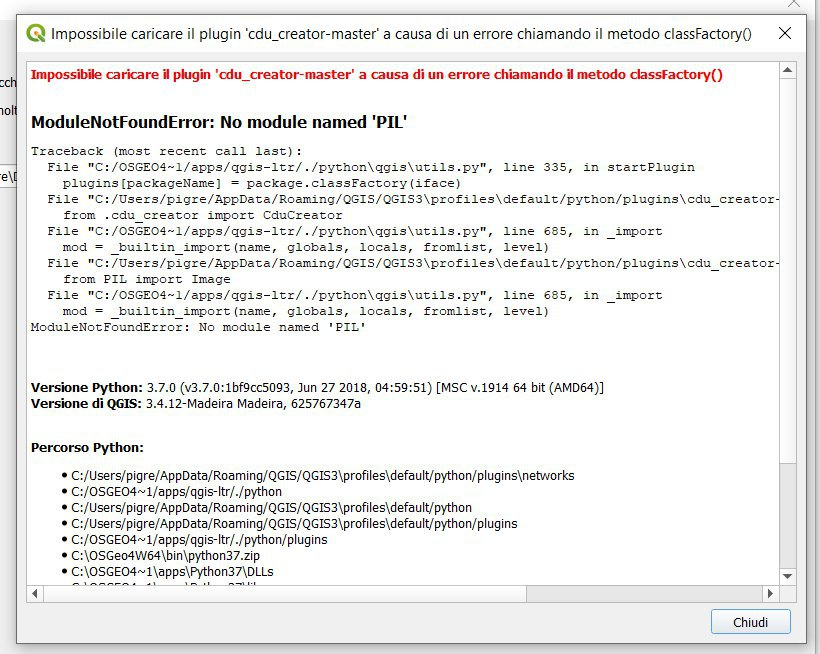 Impossibile caricare il plugin 'cdu_creator-master' a causa di un errore chiamando il metodo classFactory()
Impossibile caricare il plugin 'cdu_creator-master' a causa di un errore chiamando il metodo classFactory()
cch
nolt
re\D
ModuleNotFoundError: No module named 'PIL'
Traceback (most recent call last):
File "C:/OSGEO4~1/apps/qgis-ltr/./python\qgis\utils.py", line 335, in startPlugin
plugins[packageName] = package.classFactory(iface)
File "C:/Users/pigre/AppData/Roaming/QGIS/QGIS3\profiles\default/python/plugins\cdu_creator-
from .cdu_creator import CduCreator
File "C:/OSGEO4~1/apps/qgis-ltr/./python\qgis\utils.py", line 685, in _import
mod = _builtin_import(name, globals, locals, fromlist, level)
File "C:/Users/pigre/AppData/Roaming/QGIS/QGIS3\profiles\default/python/plugins\cdu_creator-
from PIL import Image
File "C:/OSGEO4~1/apps/qgis-ltr/./python\qgis\utils.py", line 685, in _import
mod = _builtin_import(name, globals, locals, fromlist, level)
ModuleNotFoundError: No module named 'PIL'
Versione Python: 3.7.0 (v3.7.0:1bf9cc5093, Jun 27 2018, 04:59:51) [MSC v.1914 64 bit (AMD64)]
Versione di QGIS: 3.4.12-Madeira Madeira, 625767347a
Percorso Python:
• C:/Users/pigre/AppData/Roaming/QGIS/QGIS3\profiles\default/python/plugins\networks
• C:/OSGEO4~1/apps/qgis-ltr/./python
• C:/Users/pigre/AppData/Roaming/QGIS/QGIS3\profiles\default/python
• C:/Users/pigre/AppData/Roaming/QGIS/QGIS3\profiles\default/python/plugins
• C:/OSGEO4~1/apps/qgis-ltr/./python/plugins
• C:\OSGeo4W64\bin\python37.zip
• C:\OSGEO4~1\apps\Python37\DLLs
Chiudi